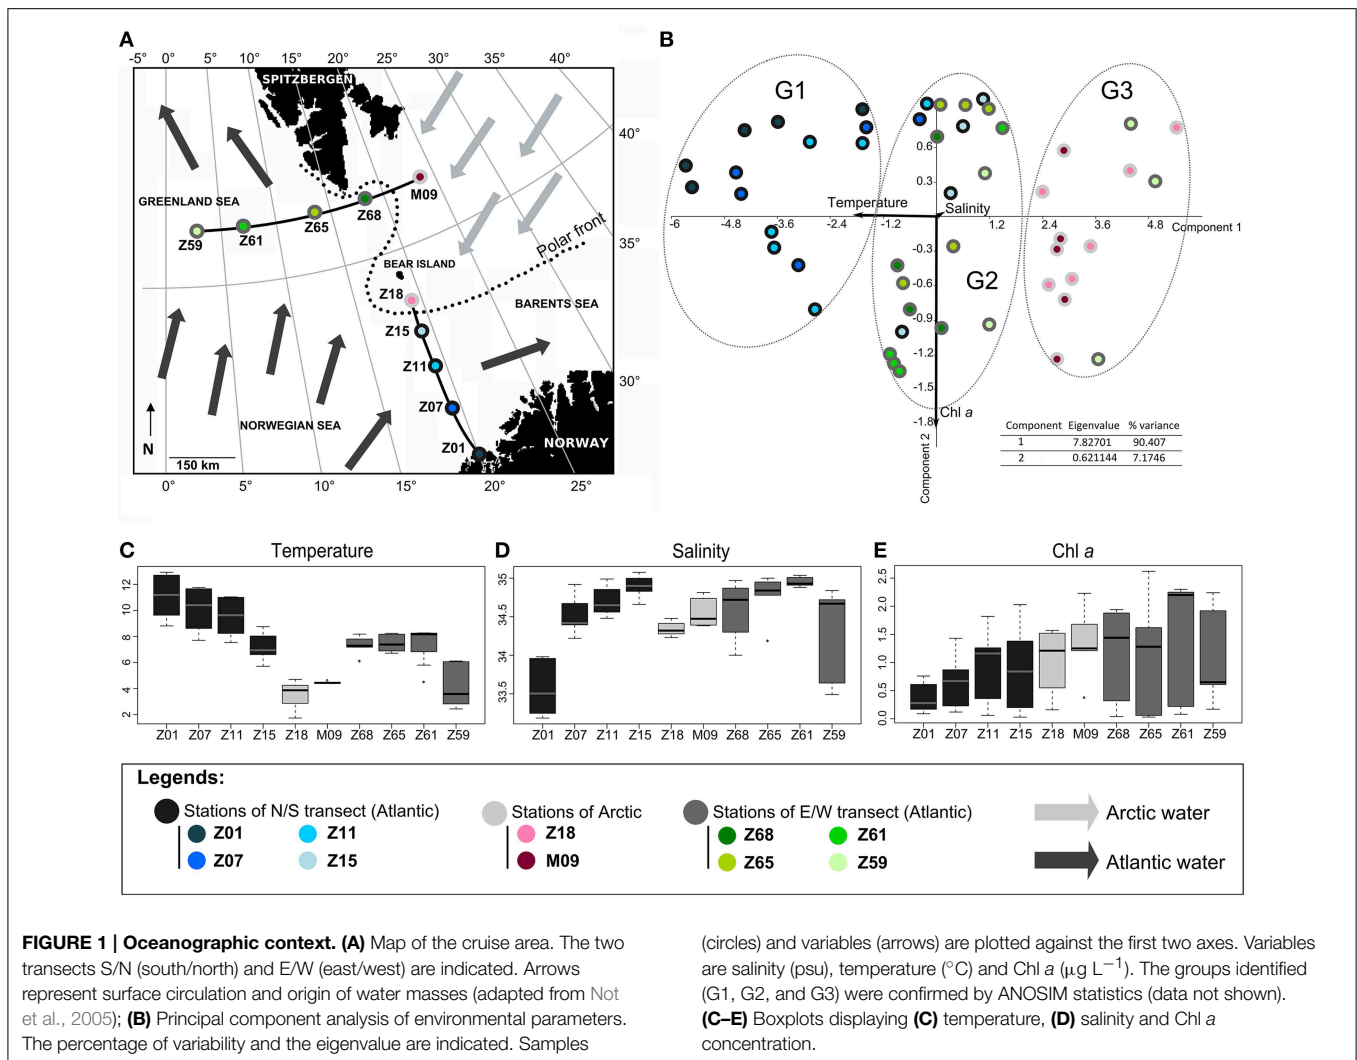 A
-5° 0° 5° 10° 15° 20° 25° 30° 35° 40°
SPITZBERGEN
40°
GREENLAND SEA
M09
Z68
Z65
Z61
Z59
Polar front
35°
BEAR ISLAND
Z18
BARENTS SEA
Z15
Z11
30°
Z07
NORWEGIAN SEA
Z01
NORWAY
N
150 km
0° 5° 10° 15° 20° 25°
B
G1
G2
G3
0.6
0.3
Temperature
Salinity
-6 -4.8 -3.6 -2.4 -1.2 1.2 2.4 3.6 4.8
Component 1
-0.3
-0.6
-0.9
-1.2
-1.5
-1.8
Chl a
Component 2
Component Eigenvalue % variance
1 7.82701 90.407
2 0.621144 7.1746
C
Temperature
12
10
8
6
4
2
Z01 Z07 Z11 Z15 Z18 M09 Z68 Z65 Z61 Z59
D
Salinity
35
34.5
34
33.5
Z01 Z07 Z11 Z15 Z18 M09 Z68 Z65 Z61 Z59
E
Chl a
2.5
2.0
1.5
1.0
0.5
0.0
Z01 Z07 Z11 Z15 Z18 M09 Z68 Z65 Z61 Z59
Legends:
Stations of N/S transect (Atlantic)
Z01 Z11
Z07 Z15
Stations of Arctic
Z18
M09
Stations of E/W transect (Atlantic)
Z68 Z61
Z65 Z59
Arctic water
Atlantic water
FIGURE 1 | Oceanographic context. (A) Map of the cruise area. The two
transects S/N (south/north) and E/W (east/west) are indicated. Arrows
represent surface circulation and origin of water masses (adapted from Not
et al., 2005); (B) Principal component analysis of environmental parameters.
The percentage of variability and the eigenvalue are indicated. Samples
(circles) and variables (arrows) are plotted against the first two axes. Variables
are salinity (psu), temperature (°C) and Chl a (μg L−1). The groups identified
(G1, G2, and G3) were confirmed by ANOSIM statistics (data not shown).
(C–E) Boxplots displaying (C) temperature, (D) salinity and Chl a
concentration.